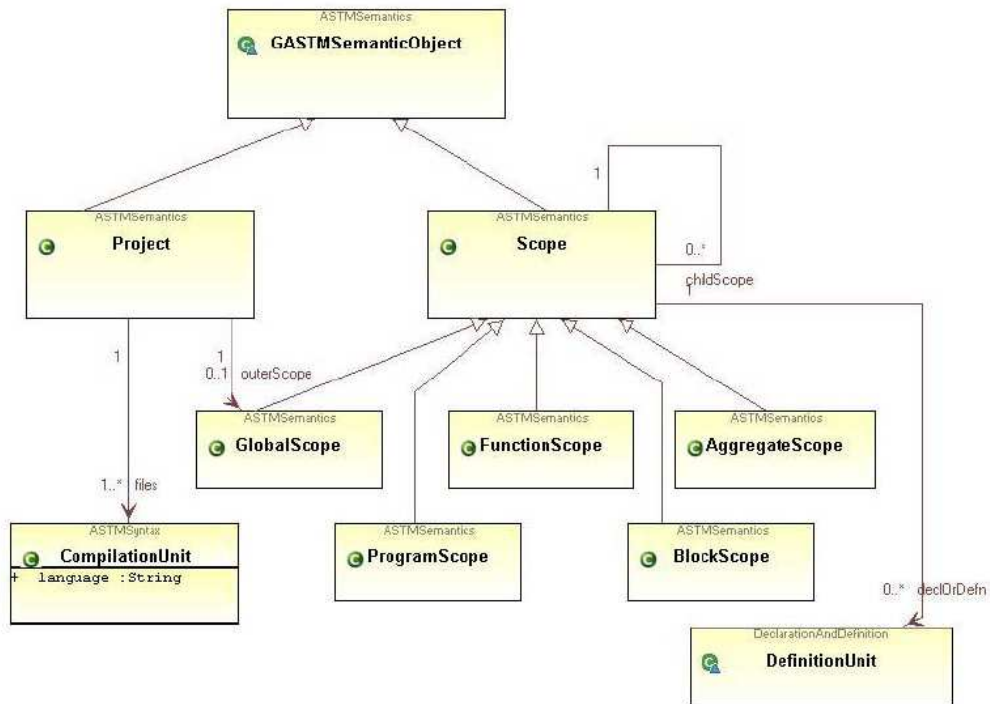 ASTMSemantics
GASTMSemanticObject
ASTMSemantics
Project
ASTMSemantics
Scope
1
0..*
childScope
1
1
1
0..1 outerScope
ASTMSemantics
GlobalScope
ASTMSemantics
FunctionScope
ASTMSemantics
AggregateScope
1..* files
ASTMSyntax
CompilationUnit
+ language :String
ASTMSemantics
ProgramScope
ASTMSemantics
BlockScope
0..* declOrDefn
DeclarationAndDefinition
DefinitionUnit